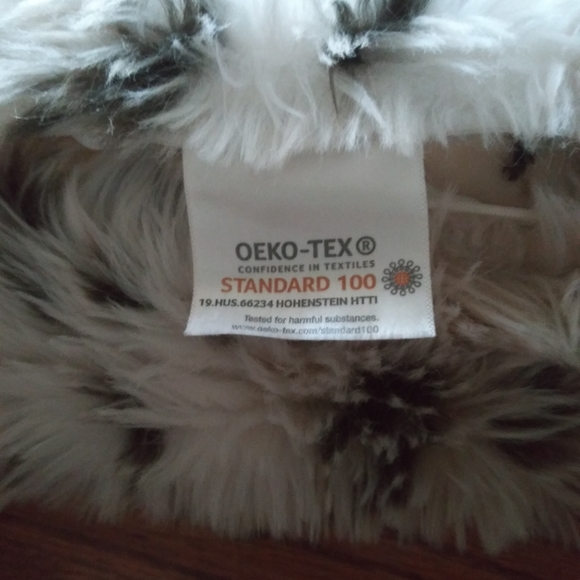 OEKO-TEX®
CONFIDENCE IN TEXTILES
STANDARD 100
19.HUS.66234 HOHENSTEIN HTTI
Tested for harmful substances.
www.oeko-tex.com/standard100